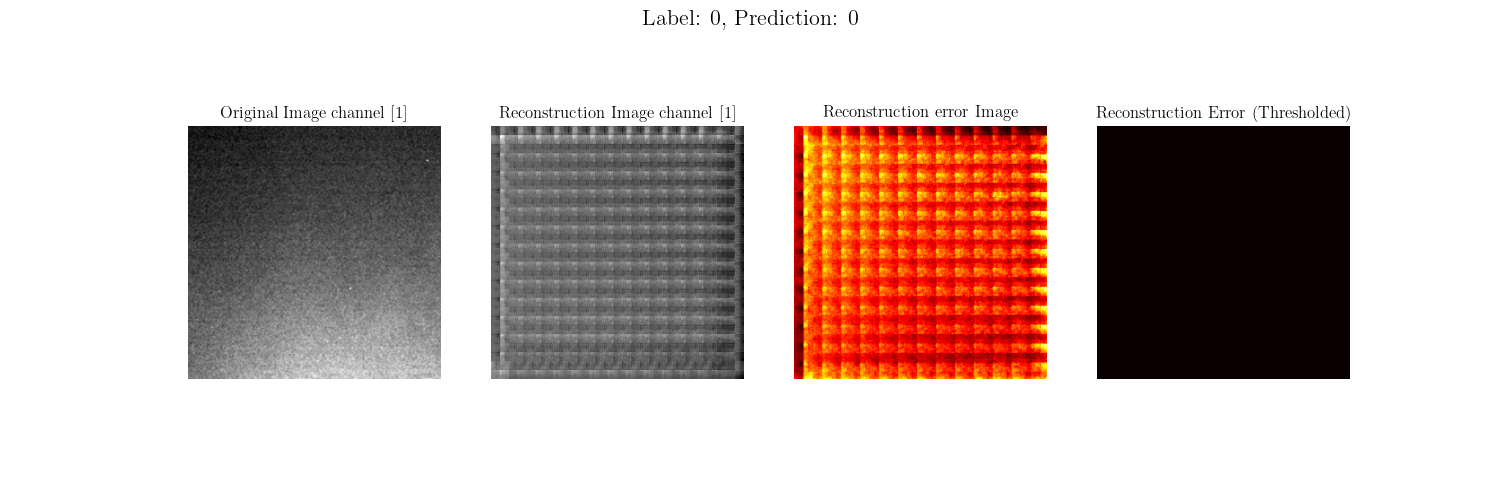 Label: 0, Prediction: 0
Original Image channel [1]
Reconstruction Image channel [1]
Reconstruction error Image
Reconstruction Error (Thresholded)